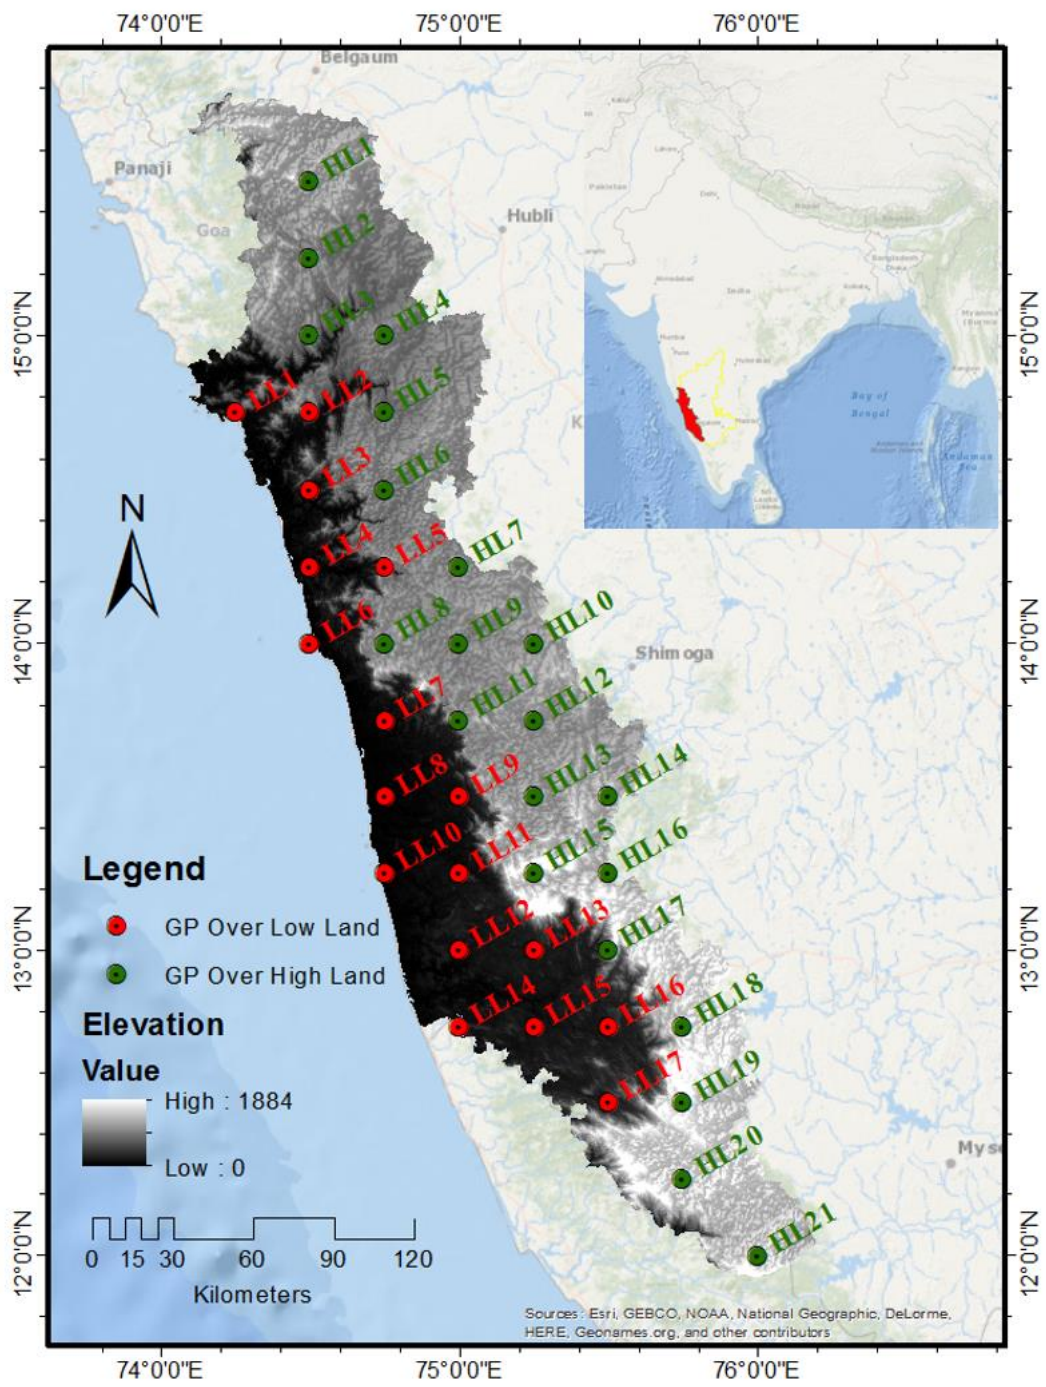 74°0'0"E 75°0'0"E 76°0'0"E
Belgaum
Panaji
Goa
Hubli
HL1
HL2
HL3
HL4
15°0'0"N
15°0'0"N
LL1
LL2
HL5
LL3
HL6
N
LL4
LL5
HL7
LL6
HL8
HL9
HL10
14°0'0"N
14°0'0"N
Shimoga
LL7
HL11
HL12
LL8
LL9
HL13
HL14
LL10
LL11
HL15
HL16
LL12
LL13
HL17
13°0'0"N
13°0'0"N
LL14
LL15
LL16
HL18
LL17
HL19
HL20
Myse
HL21
12°0'0"N
12°0'0"N
India
Bay of
Bengal
Andaman
Sea
Legend
GP Over Low Land
GP Over High Land
Elevation
Value
High : 1884
Low : 0
0 15 30 60 90 120
Kilometers
Sources: Esri, GEBCO, NOAA, National Geographic, DeLorme,
HERE, Geonames.org, and other contributors
74°0'0"E 75°0'0"E 76°0'0"E